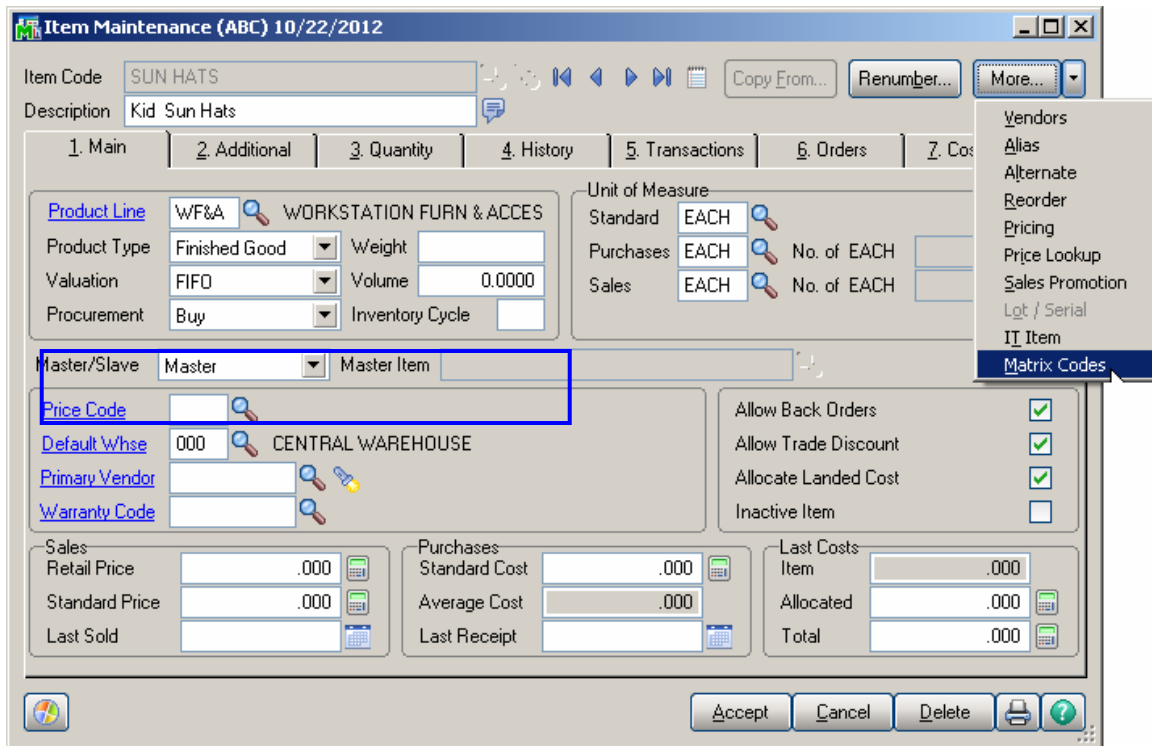 Item Maintenance (ABC) 10/22/2012
Item Code SUN HATS Copy From... Renumber... More...
Description Kid Sun Hats
Vendors
Alias
Alternate
Reorder
Pricing
Price Lookup
Sales Promotion
Lot / Serial
IT Item
Matrix Codes
1. Main 2. Additional 3. Quantity 4. History 5. Transactions 6. Orders 7. Cos
Product Line WF&A WORKSTATION FURN & ACCES
Product Type Finished Good Weight
Valuation FIFO Volume 0.0000
Procurement Buy Inventory Cycle
Unit of Measure
Standard EACH
Purchases EACH No. of EACH
Sales EACH No. of EACH
Master/Slave Master Master Item
Price Code
Default Whse 000 CENTRAL WAREHOUSE
Primary Vendor
Warranty Code
Allow Back Orders
Allow Trade Discount
Allocate Landed Cost
Inactive Item
Sales
Retail Price .000
Standard Price .000
Last Sold
Purchases
Standard Cost .000
Average Cost .000
Last Receipt
Last Costs
Item .000
Allocated .000
Total .000
Accept Cancel Delete